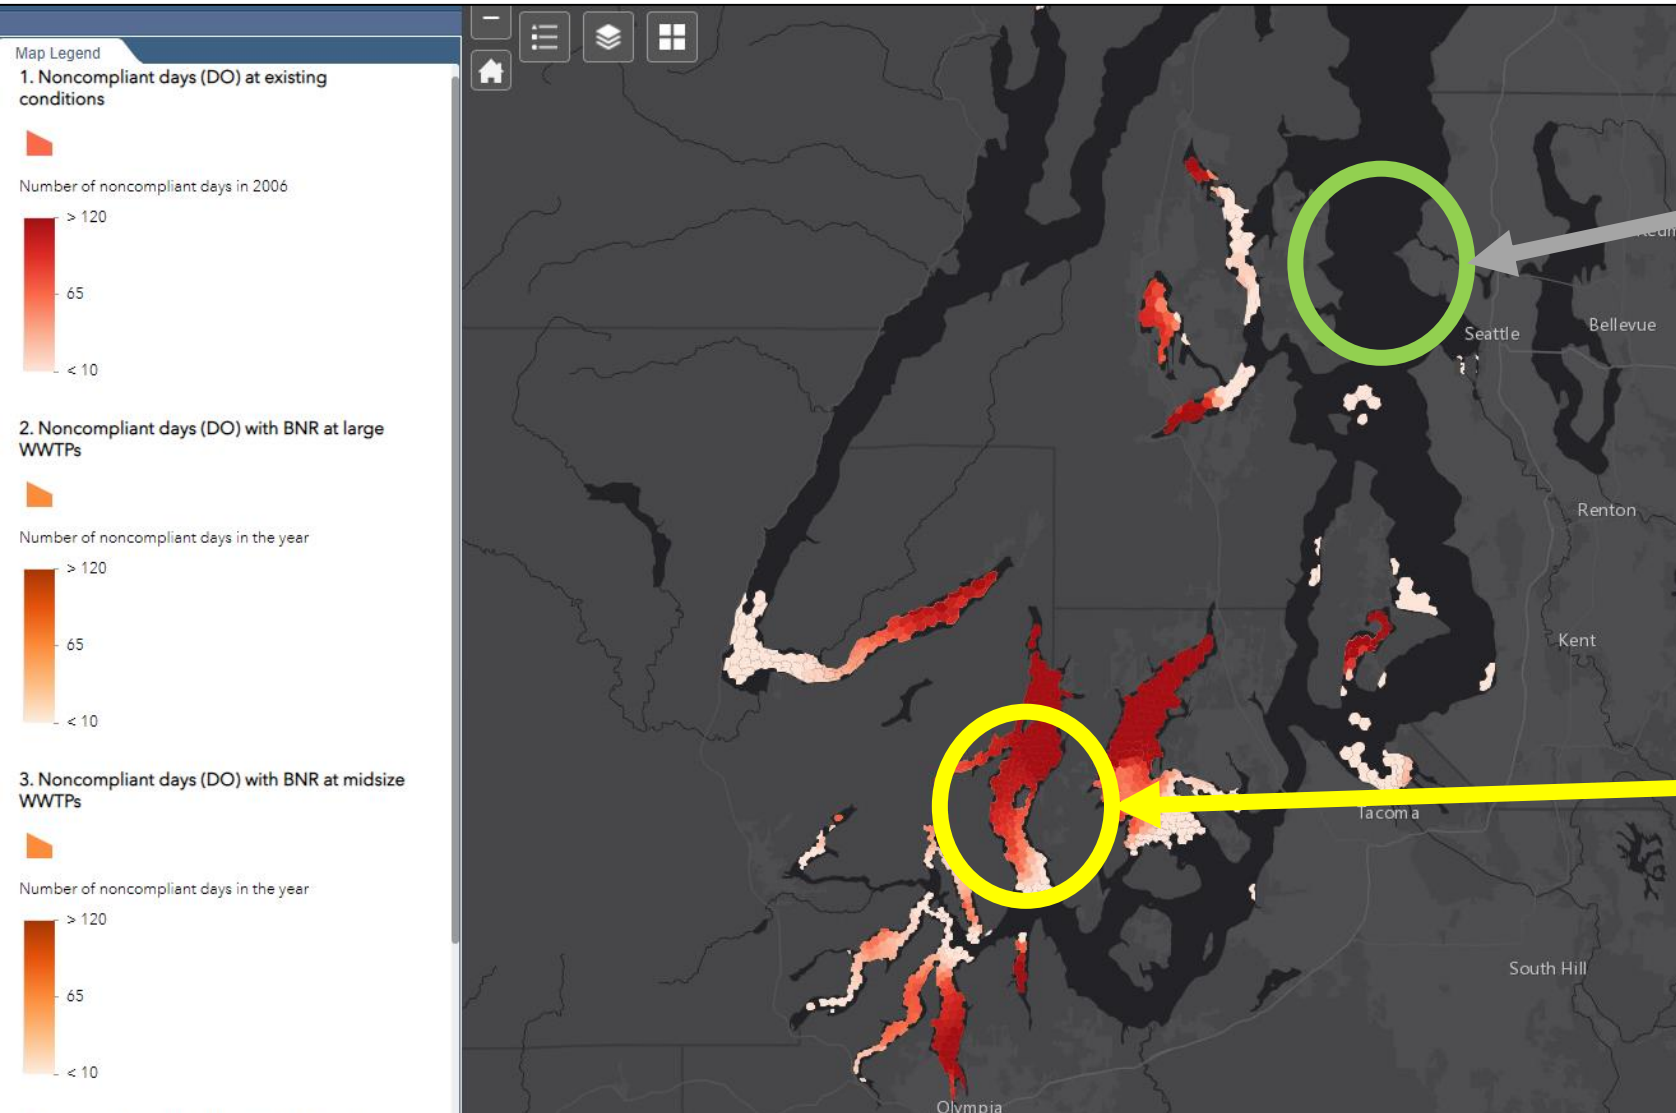 Map Legend
1. Noncompliant days (DO) at existing
conditions
Number of noncompliant days in 2006
> 120
65
< 10
2. Noncompliant days (DO) with BNR at large
WWTPs
Number of noncompliant days in the year
> 120
65
< 10
3. Noncompliant days (DO) with BNR at midsize
WWTPs
Number of noncompliant days in the year
> 120
65
< 10
Seattle
Bellevue
Renton
Kent
Tacoma
South Hill
Olympia